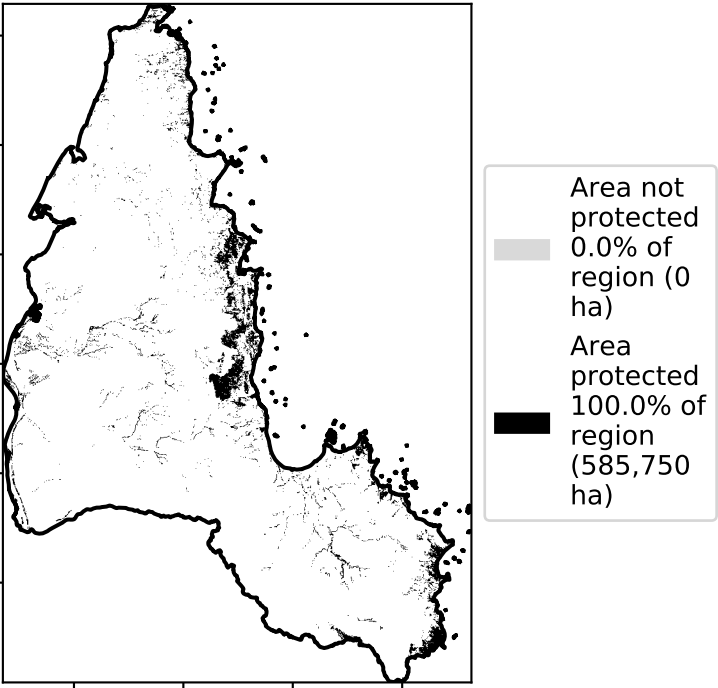 Area not
protected
0.0% of
region (0
ha)
Area
protected
100.0% of
region
(585,750
ha)